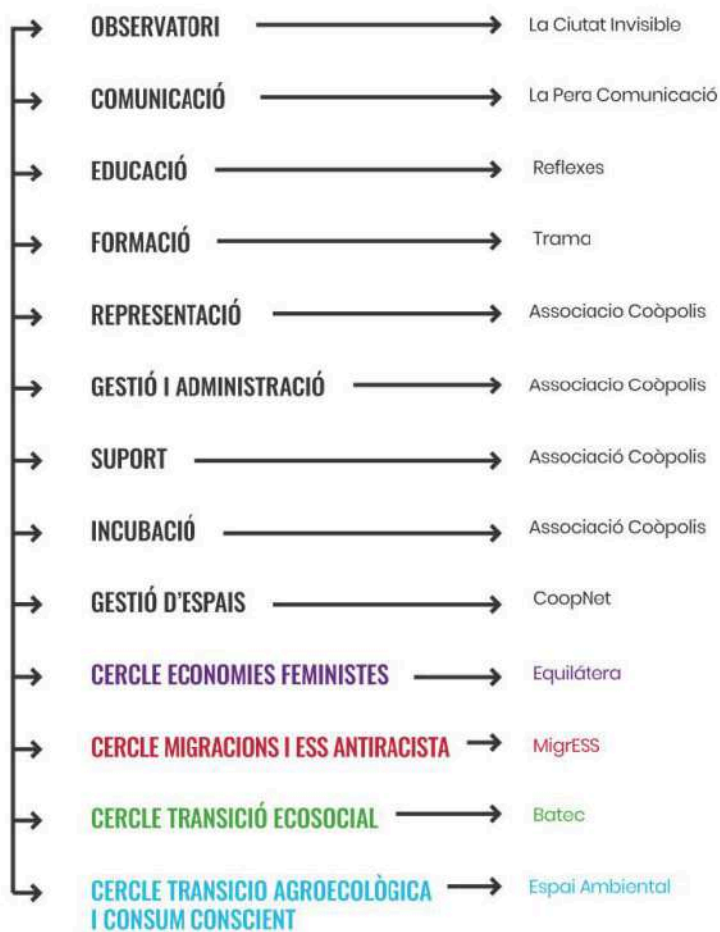 OBSERVATORI
La Ciutat Invisible
COMUNICACIÓ
La Pera Comunicació
EDUCACIÓ
Reflexes
FORMACIÓ
Trama
REPRESENTACIÓ
Associacio Coòpolis
GESTIÓ I ADMINISTRACIÓ
Associacio Coòpolis
SUPORT
Associació Coòpolis
INCUBACIÓ
Associació Coòpolis
GESTIÓ D'ESPAIS
CoopNet
CERCLE ECONOMIES FEMINISTES
Equilátera
CERCLE MIGRACIONS I ESS ANTIRACISTA
MigrESS
CERCLE TRANSICIÓ ECOSOCIAL
Batec
CERCLE TRANSICIO AGROECOLÒGICA
I CONSUM CONSCIENT
Espai Ambiental